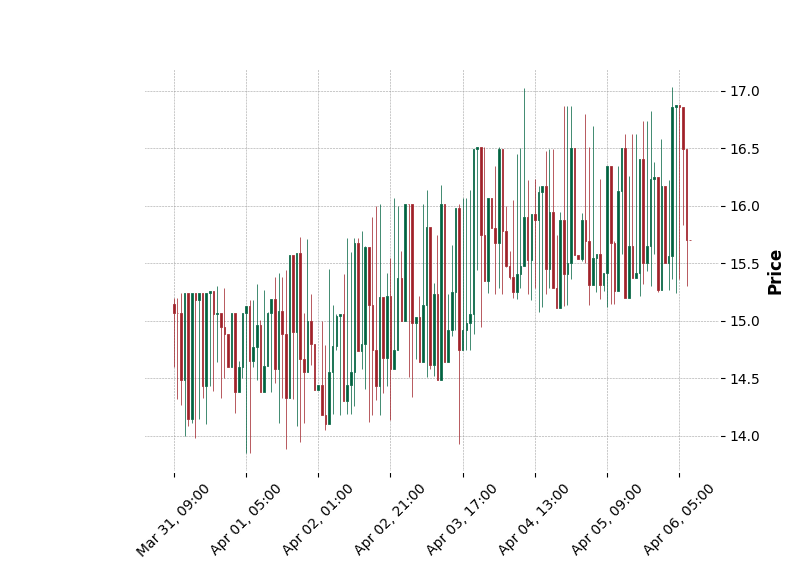 17.0
16.5
16.0
15.5
15.0
14.5
14.0
Price
Mar 31, 09:00
Apr 01, 05:00
Apr 02, 01:00
Apr 02, 21:00
Apr 03, 17:00
Apr 04, 13:00
Apr 05, 09:00
Apr 06, 05:00